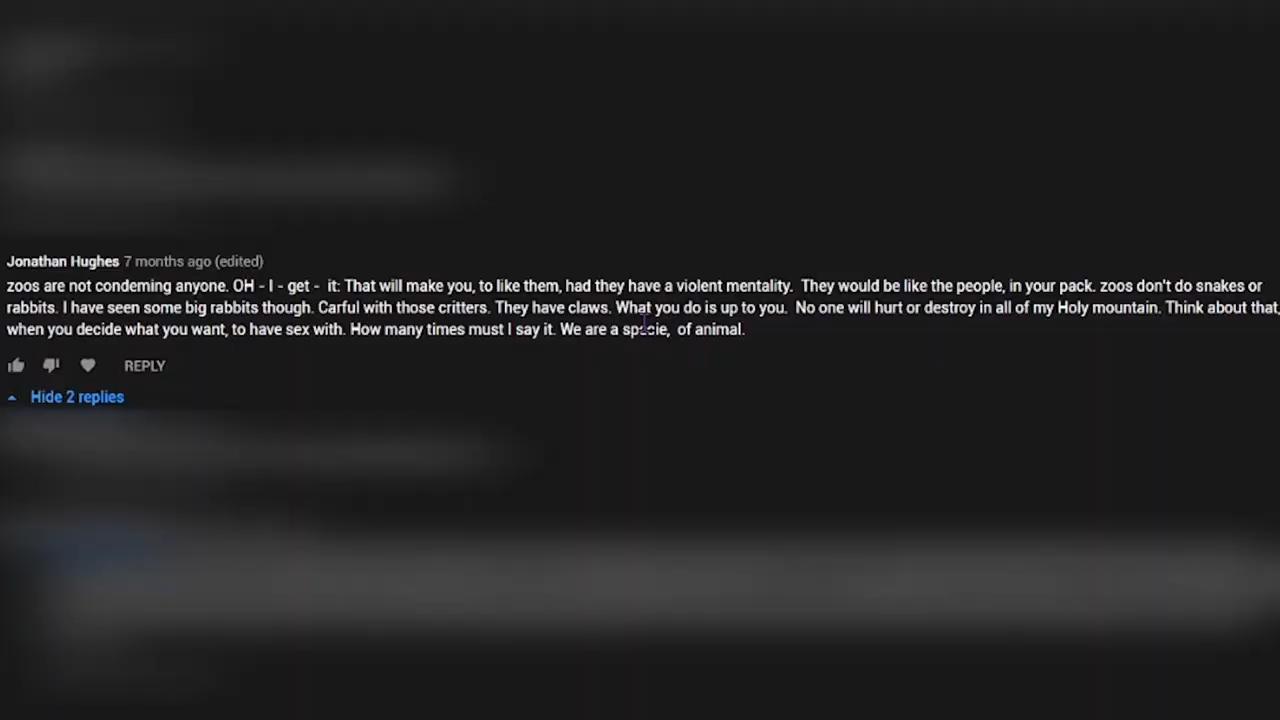 Jonathan Hughes 7 months ago (edited)
zoos are not condeming anyone. OH - I - get -  it: That will make you, to like them, had they have a violent mentality.  They would be like the people, in your pack. zoos don't do snakes or
rabbits. I have seen some big rabbits though. Carful with those critters. They have claws. What you do is up to you.  No one will hurt or destroy in all of my Holy mountain. Think about that,
when you decide what you want, to have sex with. How many times must I say it. We are a specie,  of animal.
REPLY
Hide 2 replies